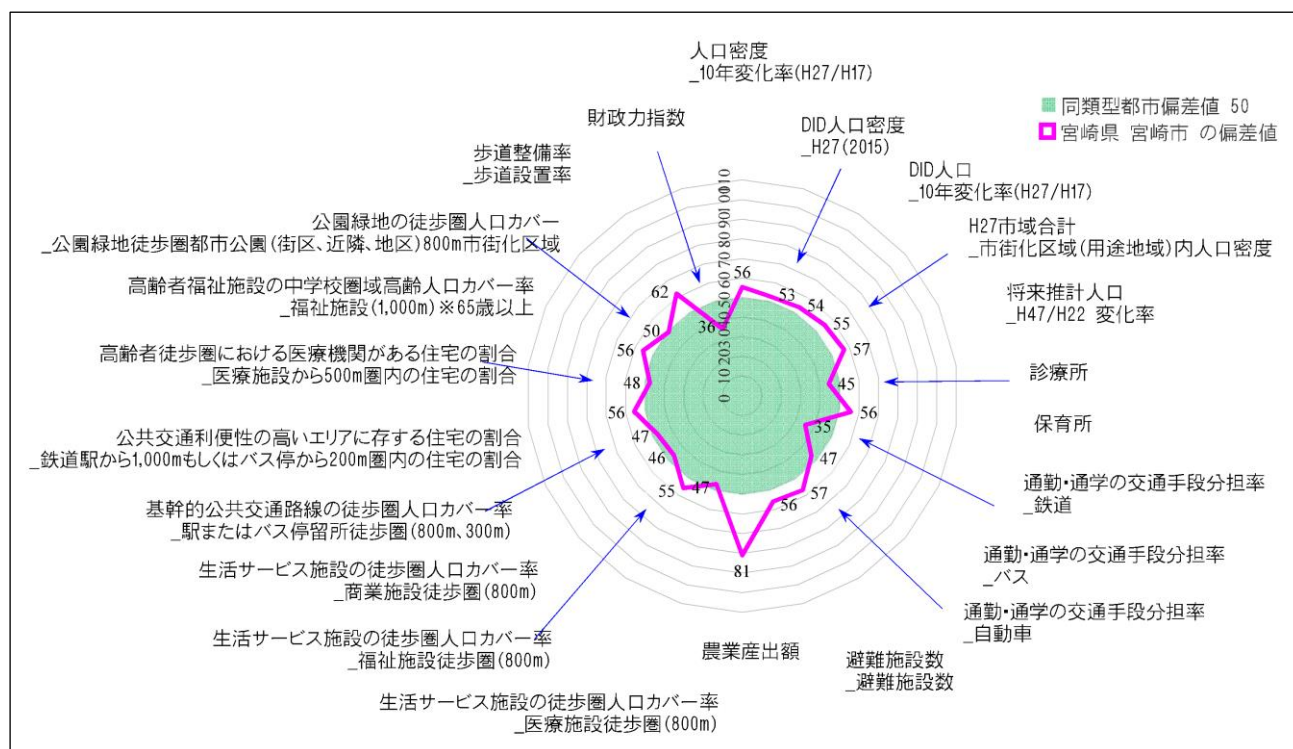 人口密度
_10年変化率(H27/H17)
同類型都市偏差値 50
宮崎県 宮崎市 の偏差値
財政力指数
DID人口密度
_H27(2015)
歩道整備率
_歩道設置率
DID人口
_10年変化率(H27/H17)
公園緑地の徒歩圏人口カバー
_公園緑地徒歩圏都市公園(街区、近隣、地区)800m市街化区域
H27市域合計
_市街化区域(用途地域)内人口密度
高齢者福祉施設の中学校圏域高齢人口カバー率
_福祉施設(1,000m)※65歳以上
将来推計人口
_H47/H22 変化率
高齢者徒歩圏における医療機関がある住宅の割合
_医療施設から500m圏内の住宅の割合
診療所
保育所
公共交通利便性の高いエリアに存する住宅の割合
_鉄道駅から1,000mもしくはバス停から200m圏内の住宅の割合
通勤・通学の交通手段分担率
_鉄道
基幹的公共交通路線の徒歩圏人口カバー率
_駅またはバス停留所徒歩圏(800m、300m)
通勤・通学の交通手段分担率
_バス
生活サービス施設の徒歩圏人口カバー率
_商業施設徒歩圏(800m)
通勤・通学の交通手段分担率
_自動車
生活サービス施設の徒歩圏人口カバー率
_福祉施設徒歩圏(800m)
農業産出額
避難施設数
_避難施設数
生活サービス施設の徒歩圏人口カバー率
_医療施設徒歩圏(800m)
0 10 20 30 40 50 60 70 80 90 100 110
56
53
54
55
57
45
56
35
47
57
56
81
47
55
46
47
56
48
56
50
62
36